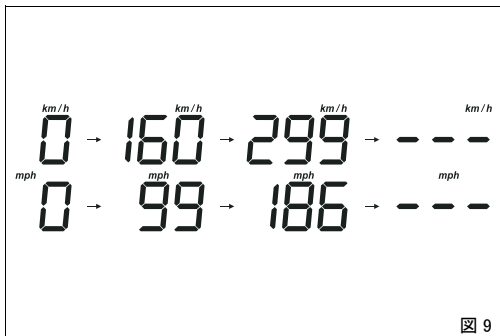 km/h km/h km/h km/h
0 → 160 → 299 → – – –
mph mph mph mph
0 → 99 → 186 → – – –
図 9